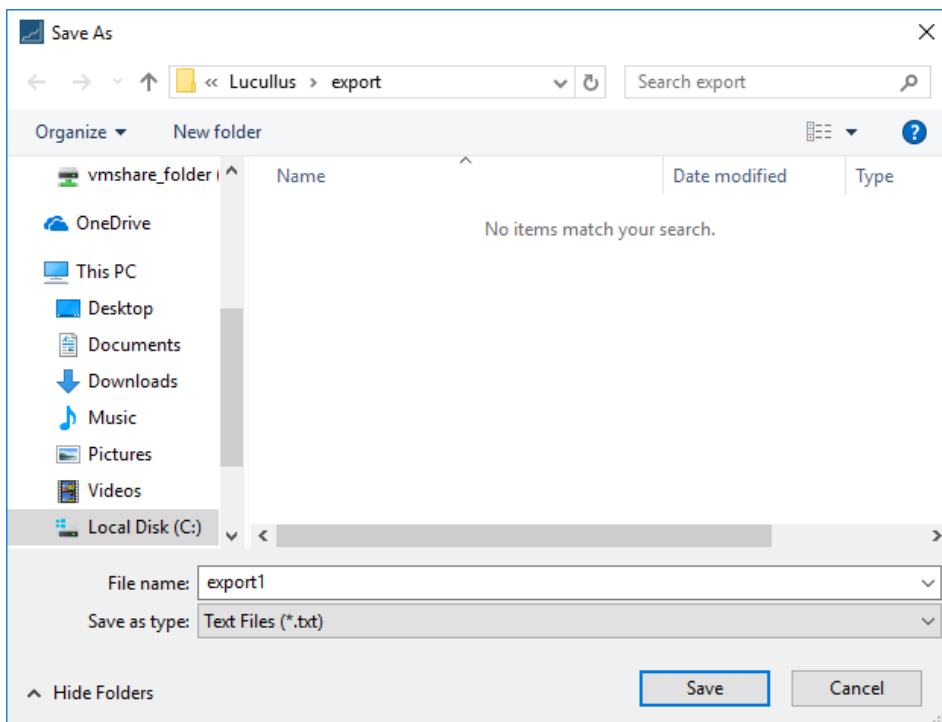 Save As
« Lucullus > export
Search export
Organize
New folder
Name
Date modified
Type
No items match your search.
vmshare_folder (
OneDrive
This PC
Desktop
Documents
Downloads
Music
Pictures
Videos
Local Disk (C:)
File name: export1
Save as type: Text Files (*.txt)
Hide Folders
Save
Cancel